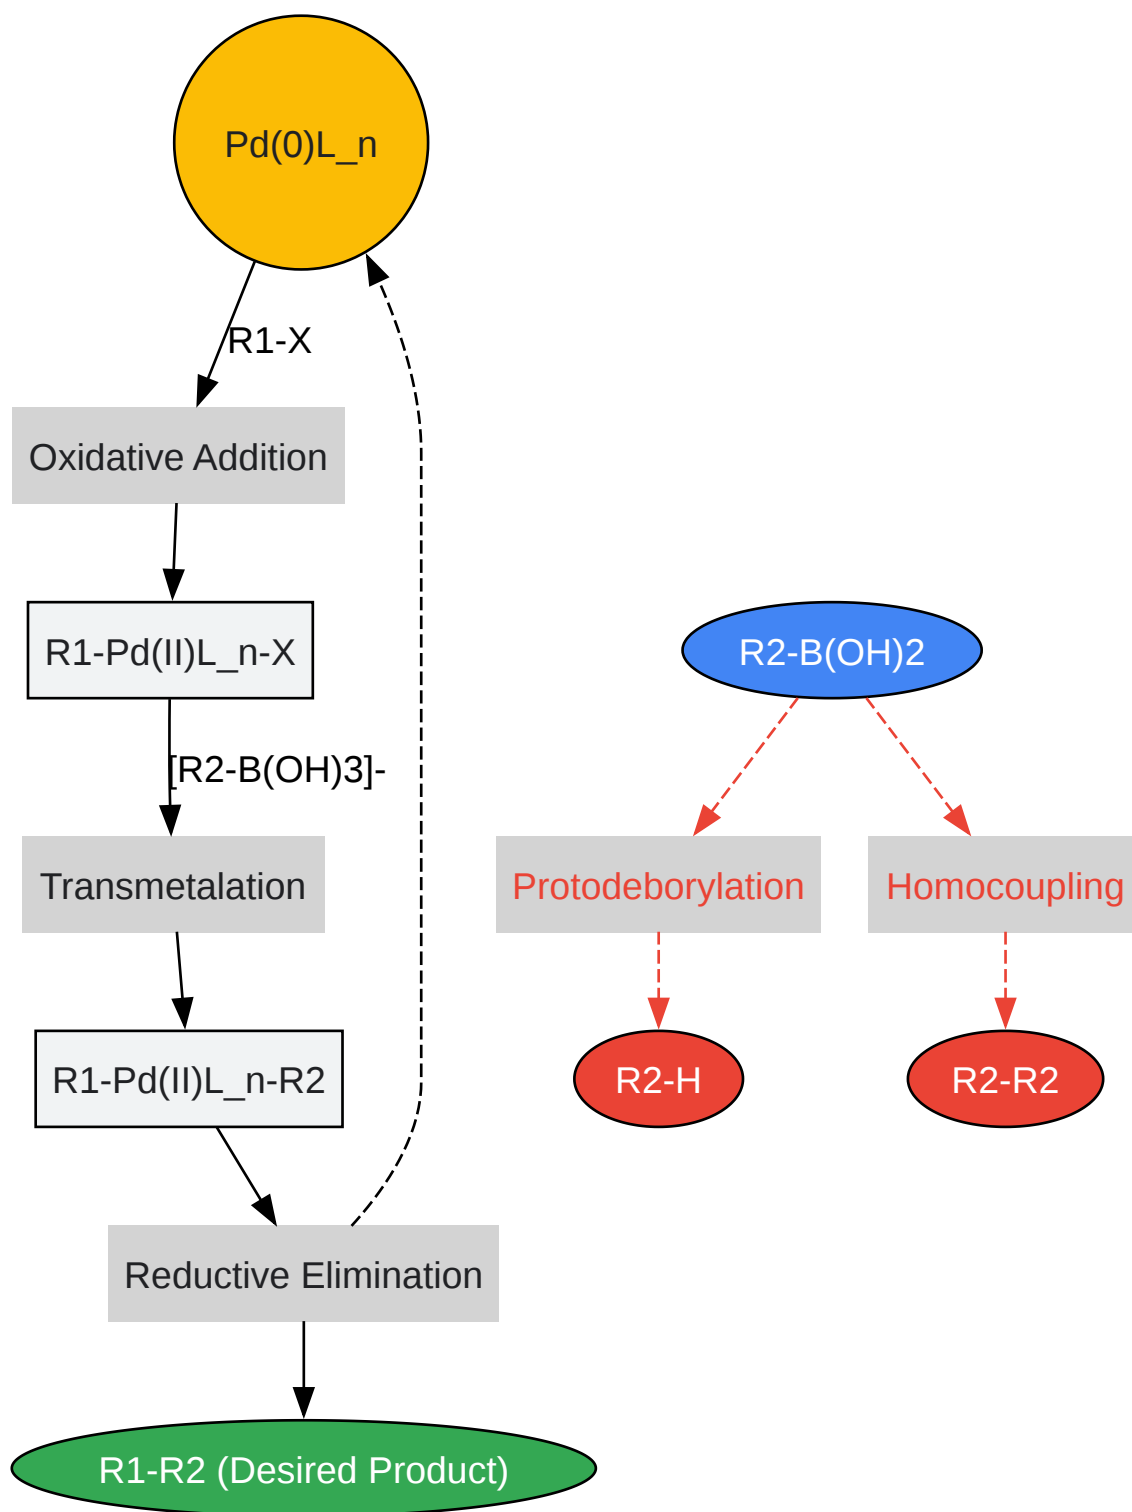 Pd(0)L_n
R1-X
Oxidative Addition
R1-Pd(II)L_n-X
R2-B(OH)2
[R2-B(OH)3]-
Transmetalation
Protodeborylation
Homocoupling
R1-Pd(II)L_n-R2
R2-H
R2-R2
Reductive Elimination
R1-R2 (Desired Product)